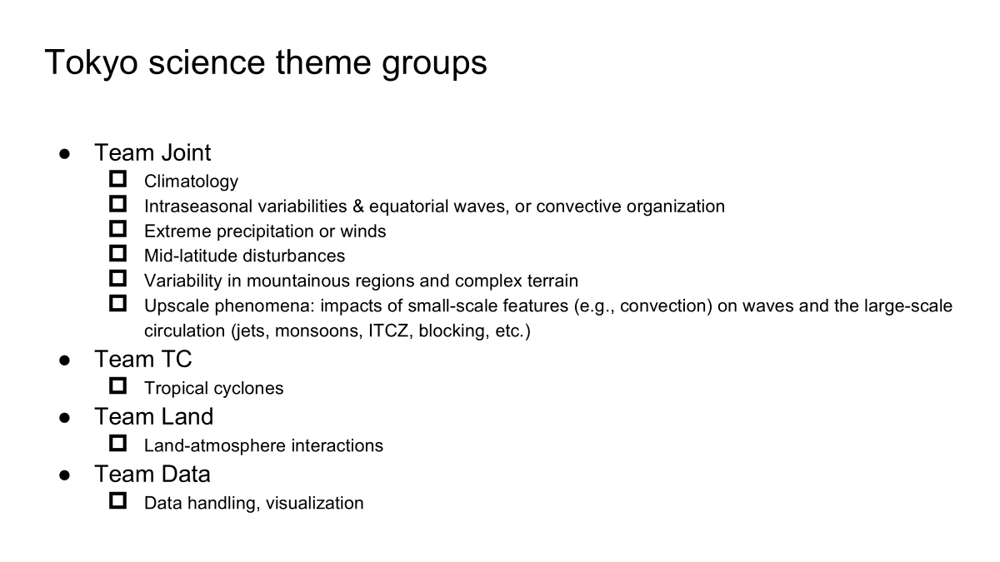 Tokyo science theme groups
● Team Joint
☐ Climatology
☐ Intraseasonal variabilities & equatorial waves, or convective organization
☐ Extreme precipitation or winds
☐ Mid-latitude disturbances
☐ Variability in mountainous regions and complex terrain
☐ Upscale phenomena: impacts of small-scale features (e.g., convection) on waves and the large-scale
circulation (jets, monsoons, ITCZ, blocking, etc.)
● Team TC
☐ Tropical cyclones
● Team Land
☐ Land-atmosphere interactions
● Team Data
☐ Data handling, visualization